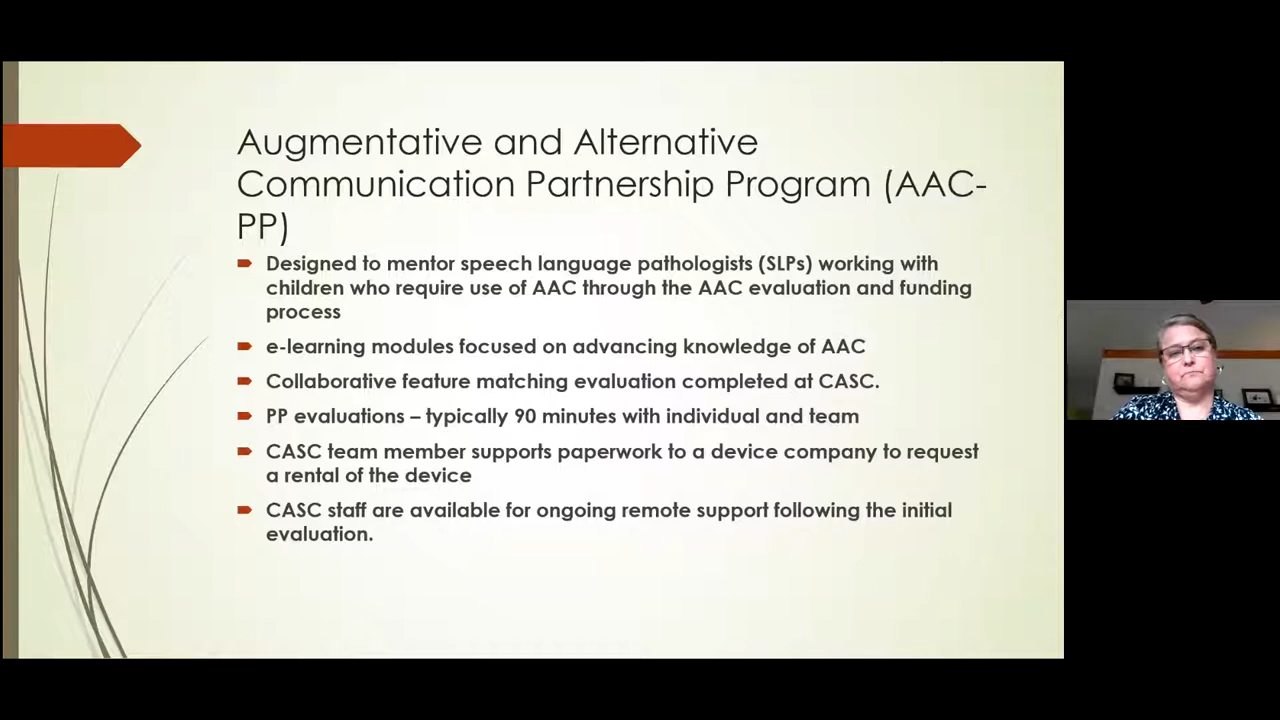 Augmentative and Alternative
Communication Partnership Program (AAC-
PP)
Designed to mentor speech language pathologists (SLPs) working with
children who require use of AAC through the AAC evaluation and funding
process
e-learning modules focused on advancing knowledge of AAC
Collaborative feature matching evaluation completed at CASC.
PP evaluations – typically 90 minutes with individual and team
CASC team member supports paperwork to a device company to request
a rental of the device
CASC staff are available for ongoing remote support following the initial
evaluation.